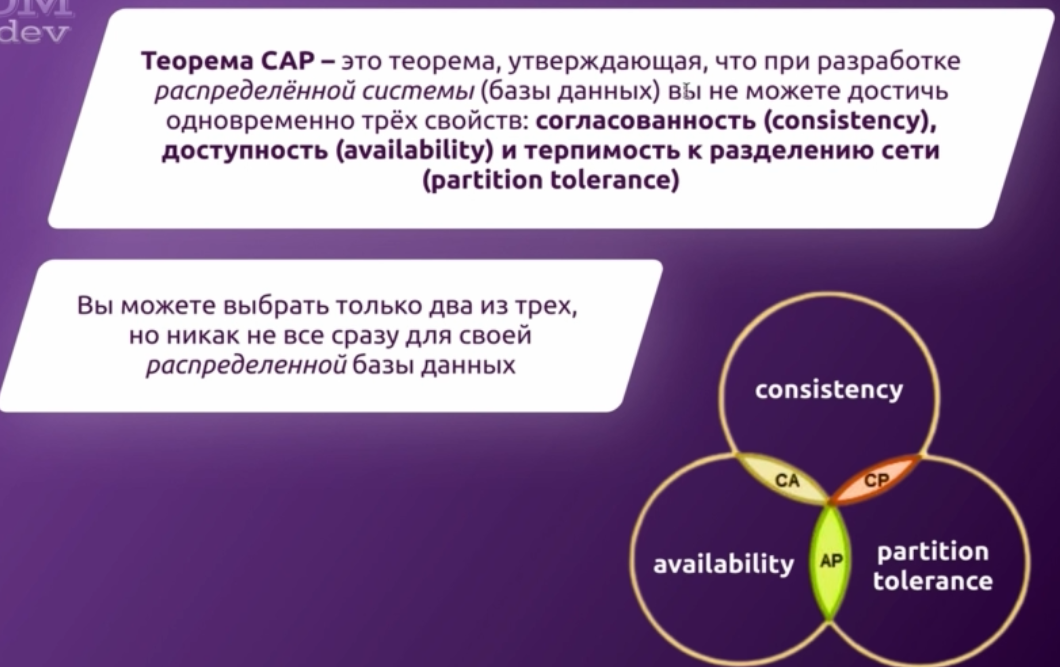 dev
Теорема CAP – это теорема, утверждающая, что при разработке
распределённой системы (базы данных) вы не можете достичь
одновременно трёх свойств: согласованность (consistency),
доступность (availability) и терпимость к разделению сети
(partition tolerance)
Вы можете выбрать только два из трех,
но никак не все сразу для своей
распределенной базы данных
consistency
CA
CP
availability
AP
partition
tolerance